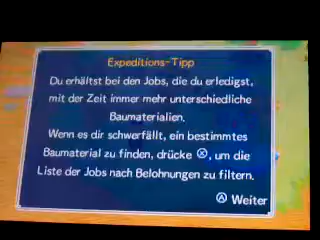 Expeditions-Tipp
Du erhältst bei den Jobs, die du erledigst,
mit der Zeit immer mehr unterschiedliche
Baumaterialien.
Wenn es dir schwerfällt, ein bestimmtes
Baumaterial zu finden, drücke Ⓧ, um die
Liste der Jobs nach Belohnungen zu filtern.
Ⓐ Weiter